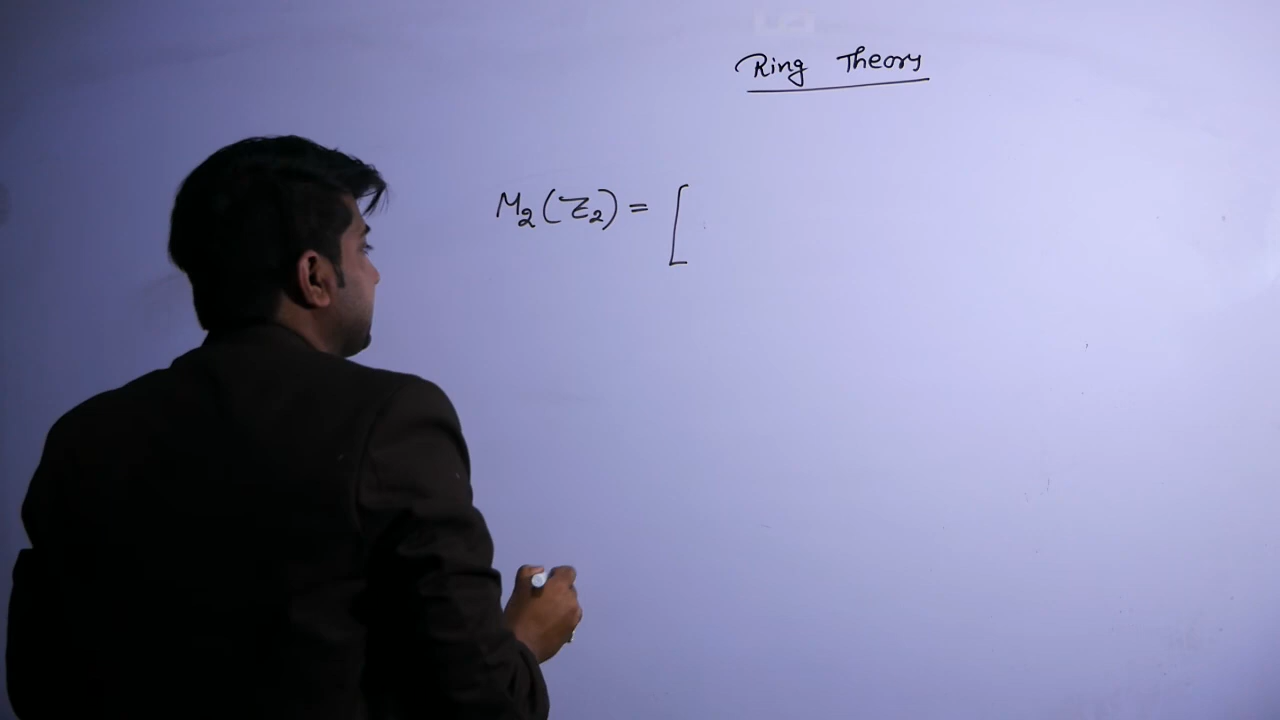 Ring Theory
M₂(Z₂) = [